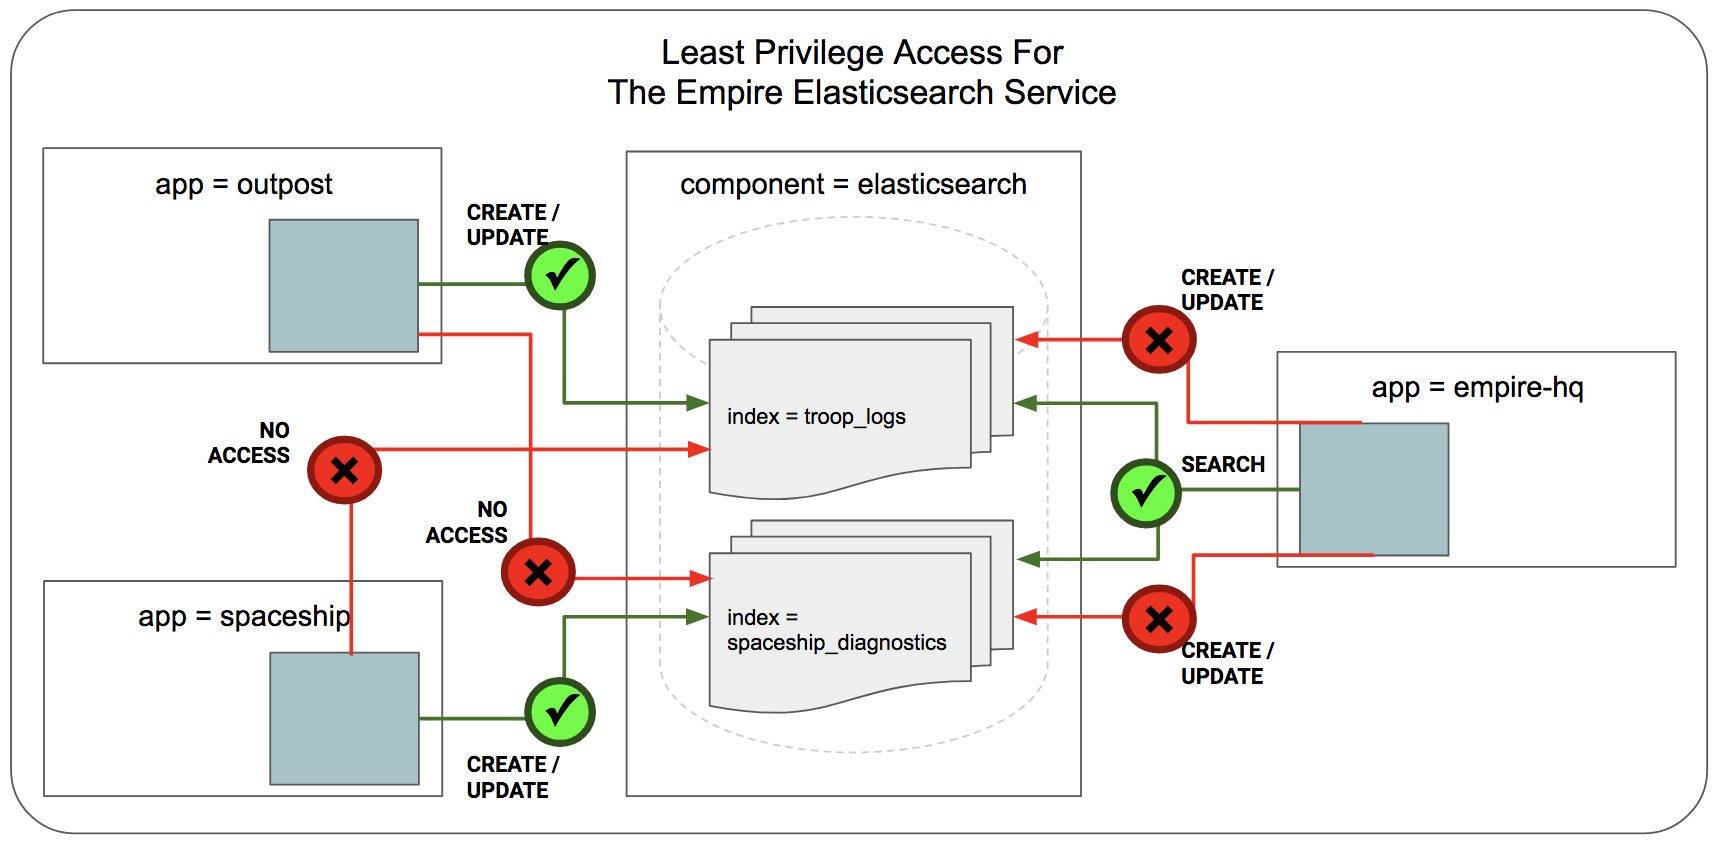 Least Privilege Access For
The Empire Elasticsearch Service
app = outpost
CREATE /
UPDATE
component = elasticsearch
CREATE /
UPDATE
app = empire-hq
index = troop_logs
NO
ACCESS
SEARCH
NO
ACCESS
app = spaceship
index =
spaceship_diagnostics
CREATE /
UPDATE
CREATE /
UPDATE